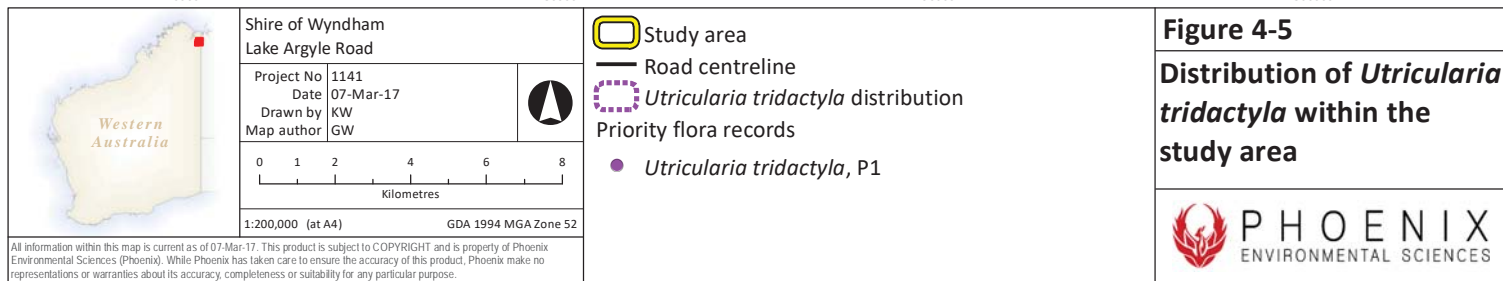 Western
Australia
Shire of Wyndham
Lake Argyle Road
Project No 1141
Date 07-Mar-17
Drawn by KW
Map author GW
0 1 2 4 6 8
Kilometres
1:200,000 (at A4) GDA 1994 MGA Zone 52
All information within this map is current as of 07-Mar-17. This product is subject to COPYRIGHT and is property of Phoenix
Environmental Sciences (Phoenix). While Phoenix has taken care to ensure the accuracy of this product, Phoenix make no
representations or warranties about its accuracy, completeness or suitability for any particular purpose.
Study area
Road centreline
Utricularia tridactyla distribution
Priority flora records
Utricularia tridactyla, P1
Figure 4-5
Distribution of Utricularia
tridactyla within the
study area
PHOENIX
ENVIRONMENTAL SCIENCES